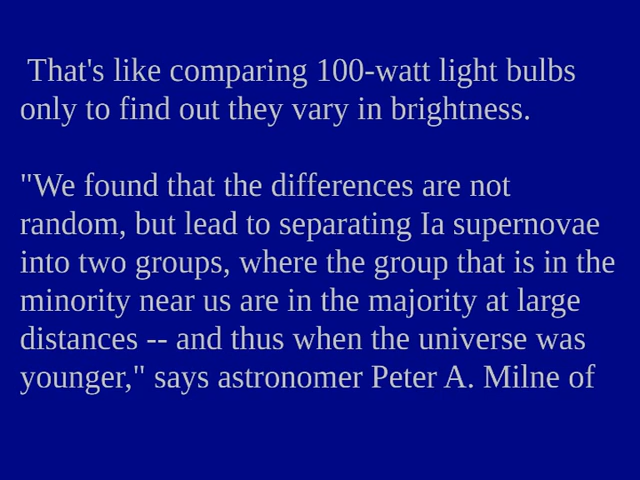 That's like comparing 100-watt light bulbs
only to find out they vary in brightness.
"We found that the differences are not
random, but lead to separating Ia supernovae
into two groups, where the group that is in the
minority near us are in the majority at large
distances -- and thus when the universe was
younger," says astronomer Peter A. Milne of